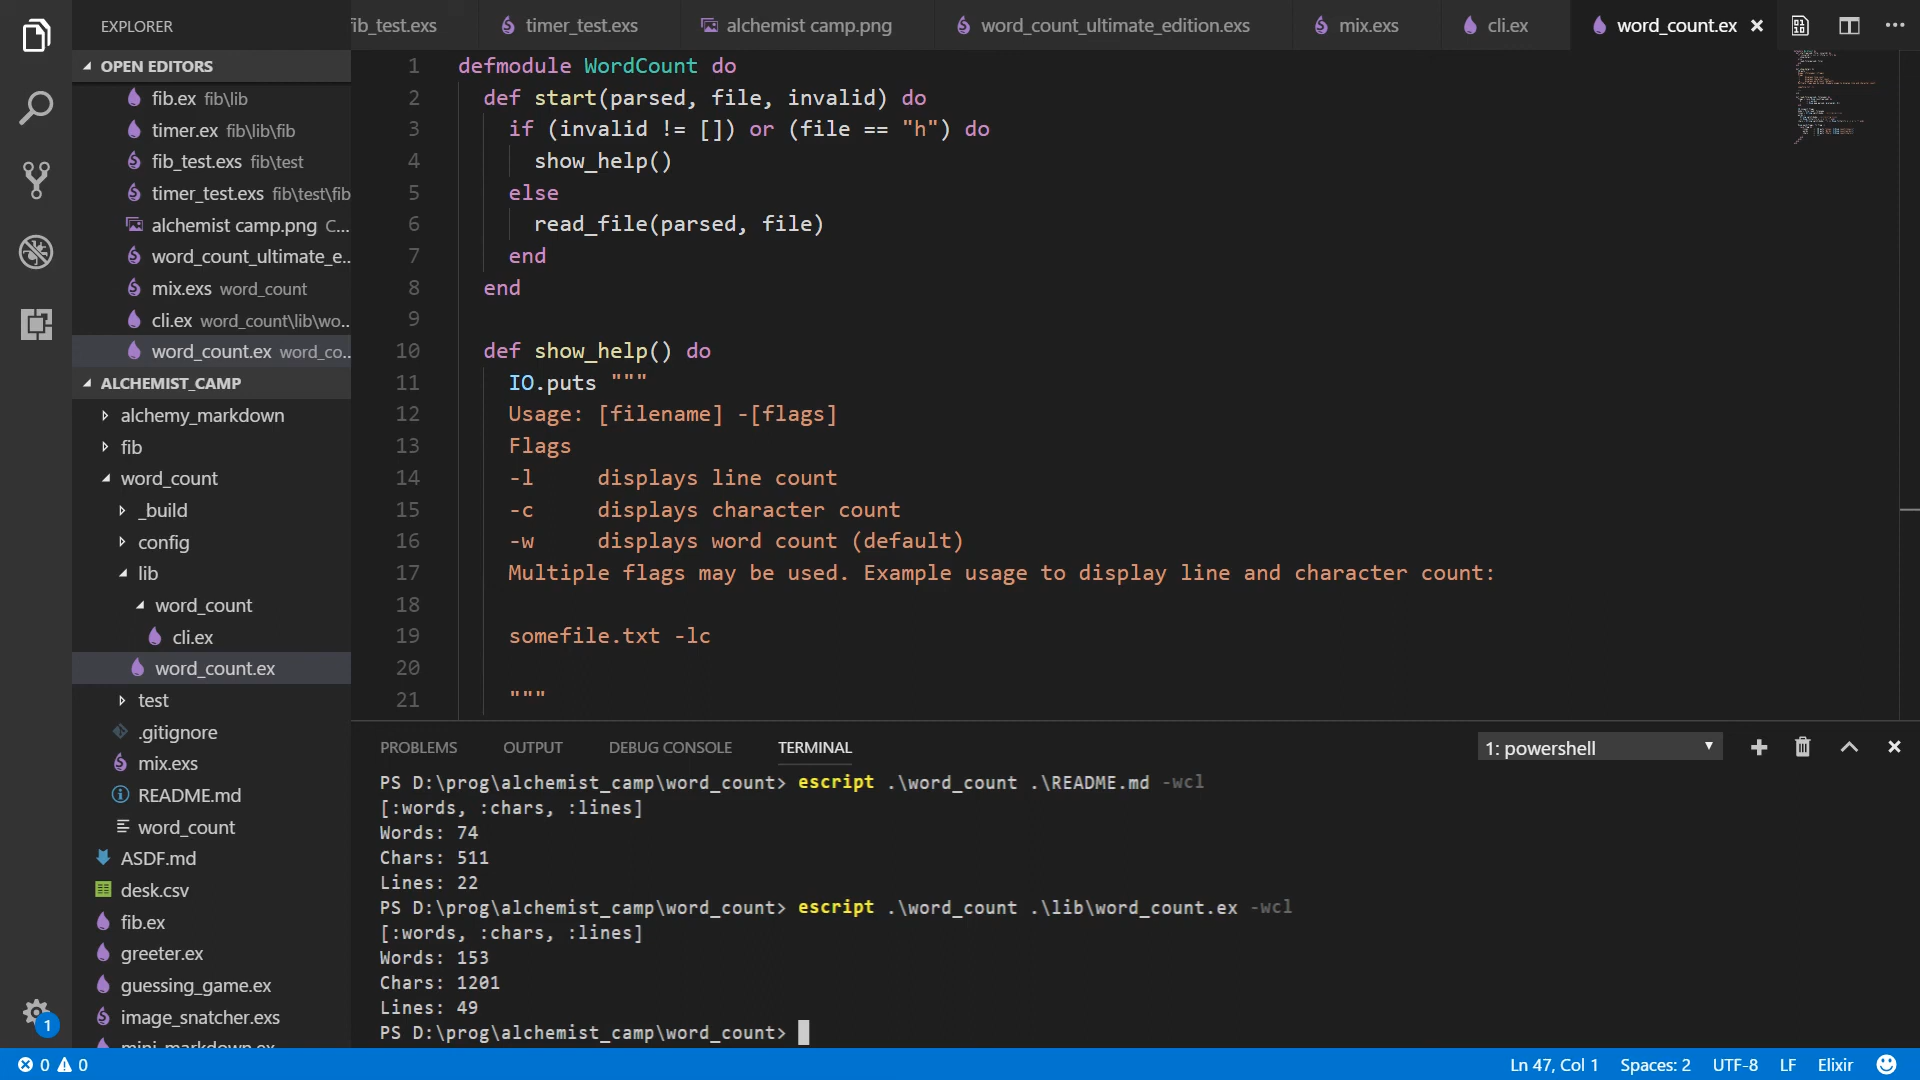 EXPLORER
OPEN EDITORS
fib.ex fib\lib
timer.ex fib\lib\fib
fib_test.exs fib\test
timer_test.exs fib\test\fib
alchemist camp.png C...
word_count_ultimate_e...
mix.exs word_count
cli.ex word_count\lib\wo...
word_count.ex word_co...
ALCHEMIST_CAMP
alchemy_markdown
fib
word_count
_build
config
lib
word_count
cli.ex
word_count.ex
test
.gitignore
mix.exs
README.md
word_count
ASDF.md
desk.csv
fib.ex
greeter.ex
guessing_game.ex
image_snatcher.exs
mini_markdown.ex
1
fib_test.exs timer_test.exs alchemist camp.png word_count_ultimate_edition.exs mix.exs cli.ex word_count.ex
1 defmodule WordCount do
2 def start(parsed, file, invalid) do
3 if (invalid != []) or (file == "h") do
4 show_help()
5 else
6 read_file(parsed, file)
7 end
8 end
9
10 def show_help() do
11 IO.puts """
12 Usage: [filename] -[flags]
13 Flags
14 -l displays line count
15 -c displays character count
16 -w displays word count (default)
17 Multiple flags may be used. Example usage to display line and character count:
18
19 somefile.txt -lc
20
21 """
PROBLEMS OUTPUT DEBUG CONSOLE TERMINAL 1: powershell
PS D:\prog\alchemist_camp\word_count> escript .\word_count .\README.md -wcl
[:words, :chars, :lines]
Words: 74
Chars: 511
Lines: 22
PS D:\prog\alchemist_camp\word_count> escript .\word_count .\lib\word_count.ex -wcl
[:words, :chars, :lines]
Words: 153
Chars: 1201
Lines: 49
PS D:\prog\alchemist_camp\word_count>
0 0 Ln 47, Col 1 Spaces: 2 UTF-8 LF Elixir